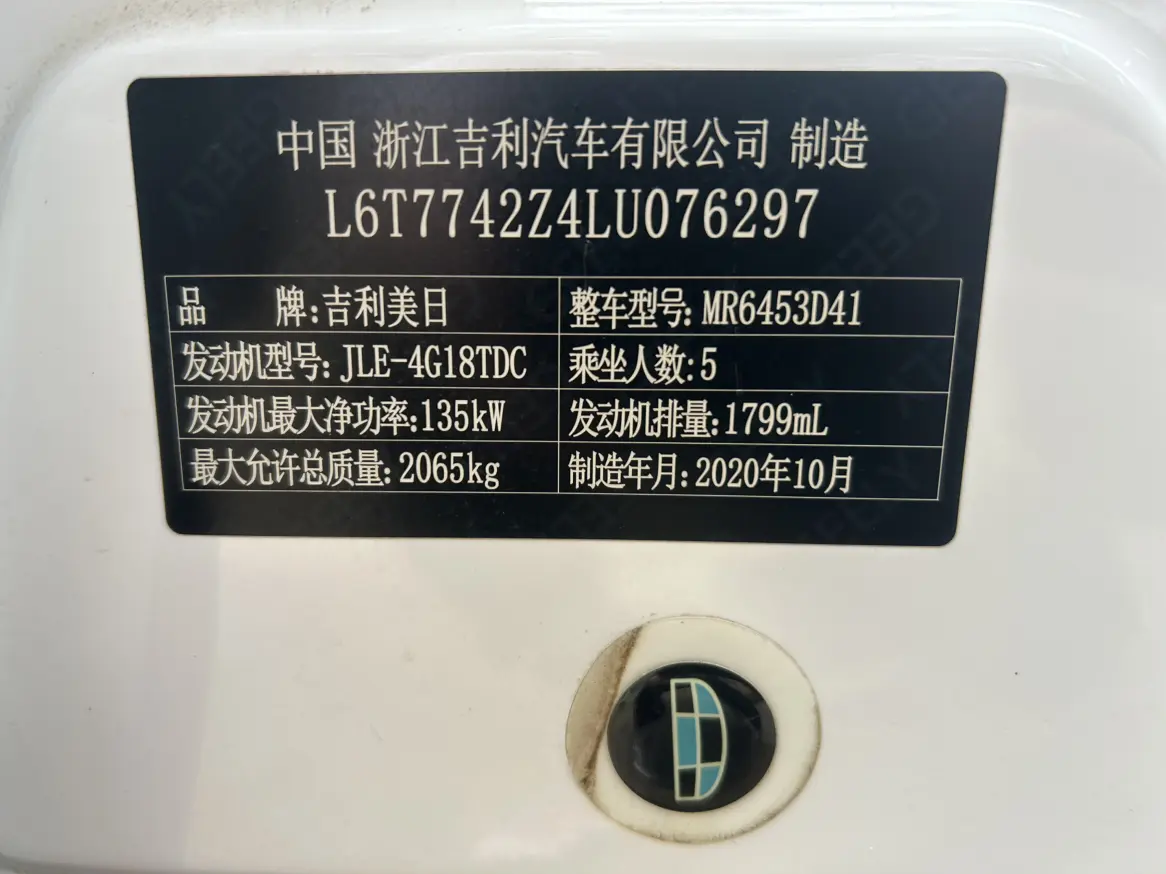 中国 浙江吉利汽车有限公司 制造
L6T7742Z4LU076297
品 牌:吉利美日 整车型号:MR6453D41
发动机型号:JLE-4G18TDC 乘坐人数:5
发动机最大净功率:135kW 发动机排量:1799mL
最大允许总质量:2065kg 制造年月:2020年10月